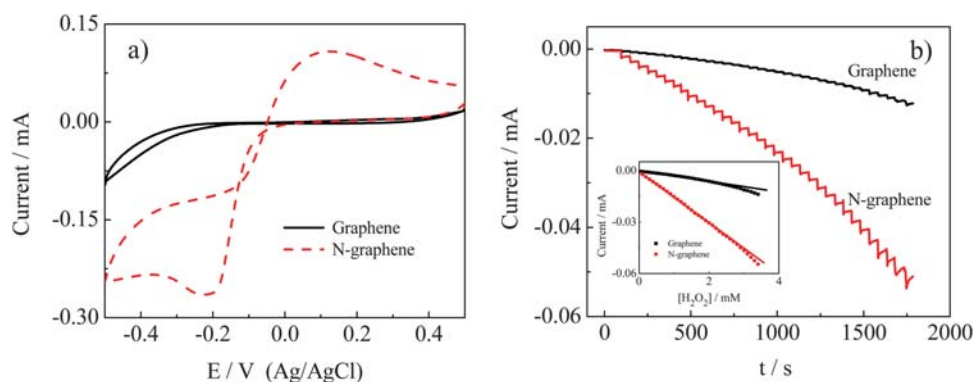 a)
Current / mA
0.15
0.00
-0.15
-0.30
Graphene
N-graphene
-0.4 -0.2 0.0 0.2 0.4
E / V (Ag/AgCl)
b)
Current / mA
0.00
-0.02
-0.04
-0.06
Graphene
N-graphene
Current / mA
0.00
-0.03
-0.06
Graphene
N-graphene
0 2 4
[H₂O₂] / mM
0 500 1000 1500 2000
t / s